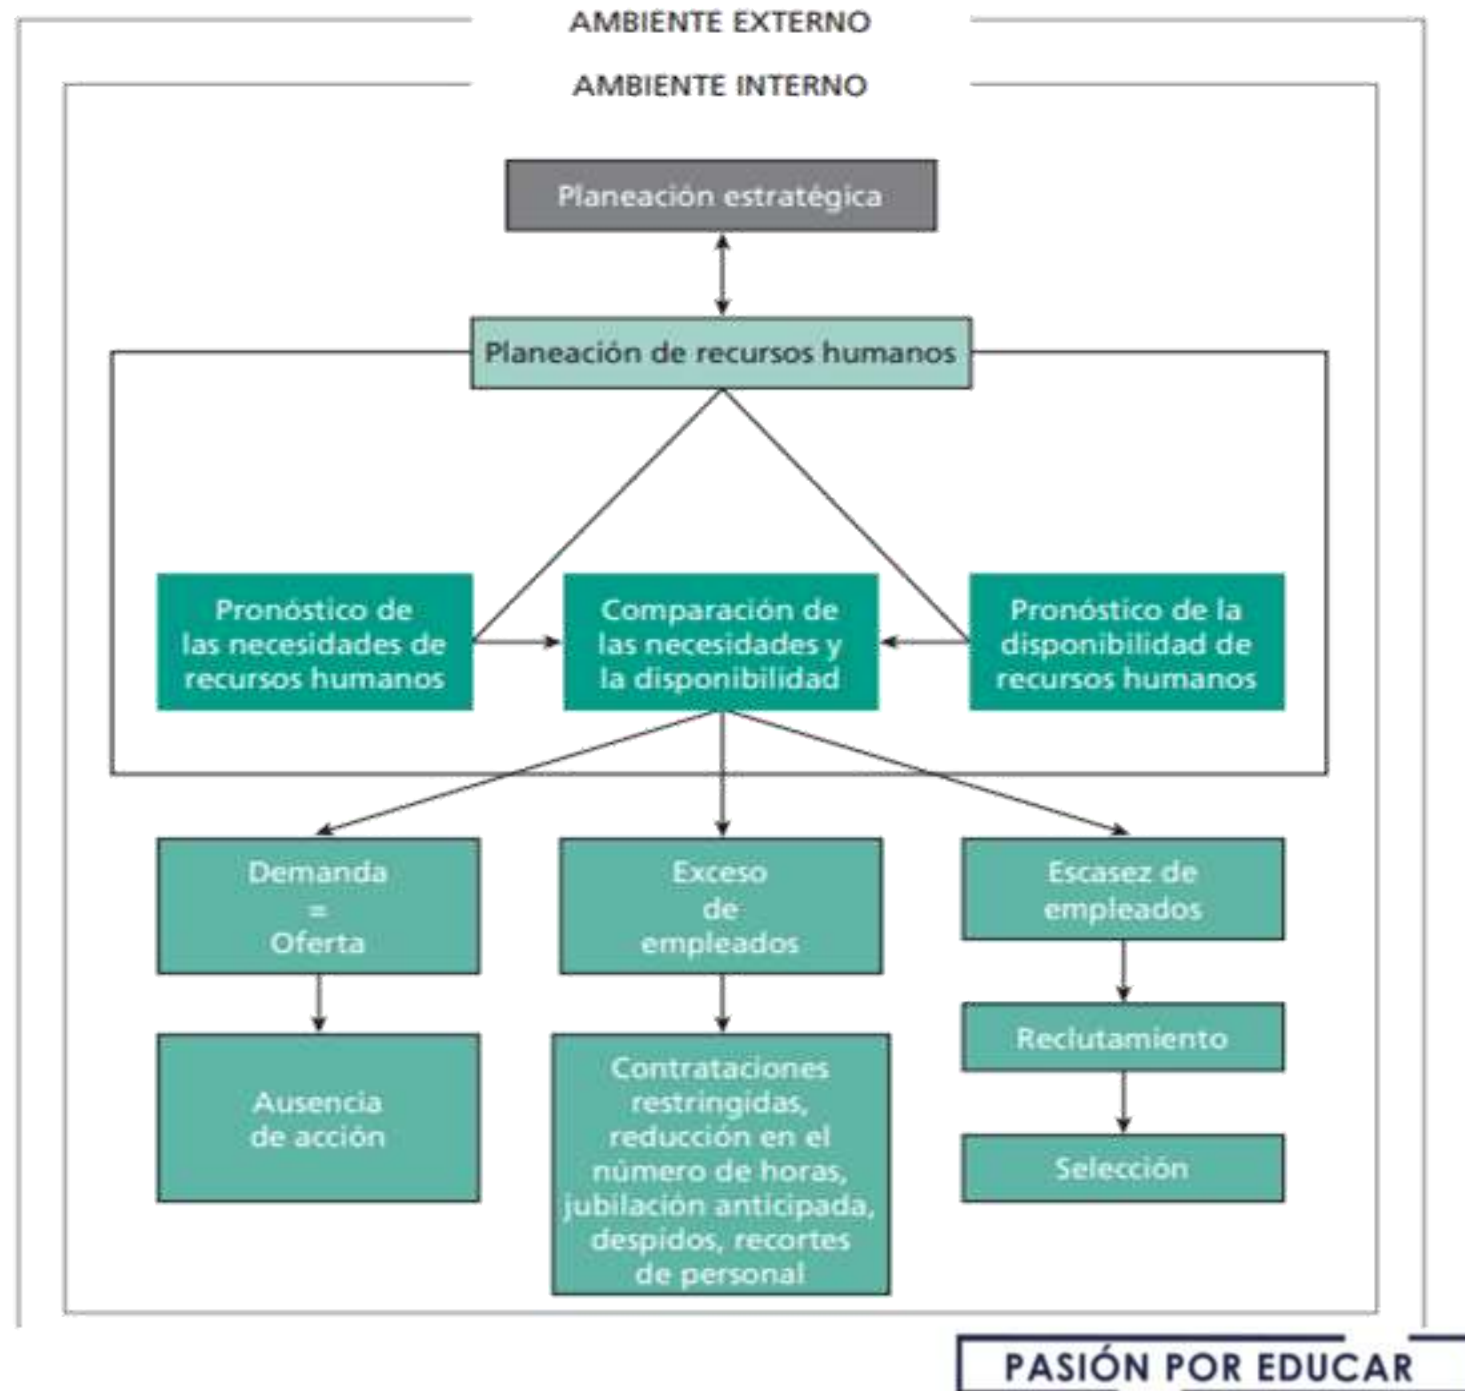 AMBIENTE EXTERNO
AMBIENTE INTERNO
Planeación estratégica
Planeación de recursos humanos
Pronóstico de
las necesidades de
recursos humanos
Comparación de
las necesidades y
la disponibilidad
Pronóstico de la
disponibilidad de
recursos humanos
Demanda
=
Oferta
Exceso
de
empleados
Escasez de
empleados
Ausencia
de acción
Contrataciones
restringidas,
reducción en el
número de horas,
jubilación anticipada,
despidos, recortes
de personal
Reclutamiento
Selección
PASIÓN POR EDUCAR